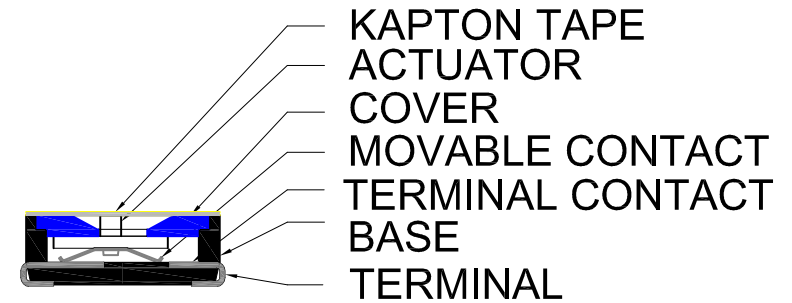 KAPTON TAPE
ACTUATOR
COVER
MOVABLE CONTACT
TERMINAL CONTACT
BASE
TERMINAL